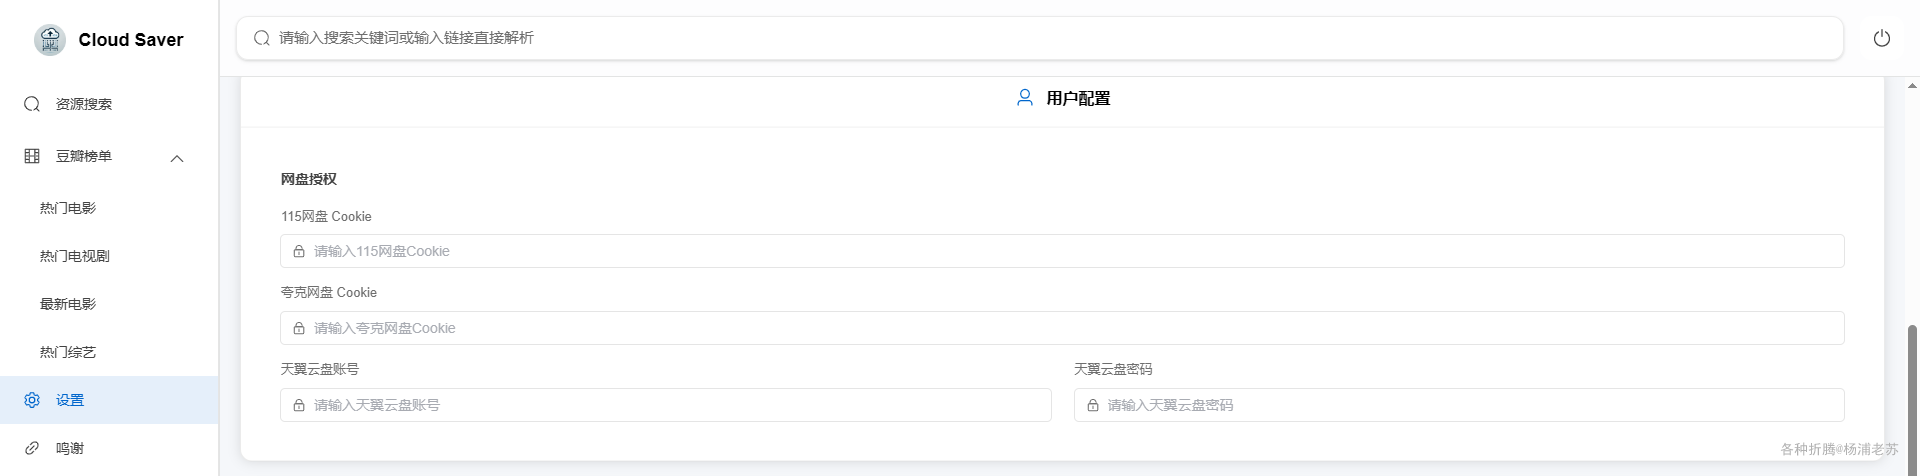 Cloud Saver
请输入搜索关键词或输入链接直接解析
资源搜索
豆瓣榜单
热门电影
热门电视剧
最新电影
热门综艺
设置
鸣谢
用户配置
网盘授权
115网盘 Cookie
请输入115网盘Cookie
夸克网盘 Cookie
请输入夸克网盘Cookie
天翼云盘账号
请输入天翼云盘账号
天翼云盘密码
请输入天翼云盘密码
各种折腾@杨浦老苏